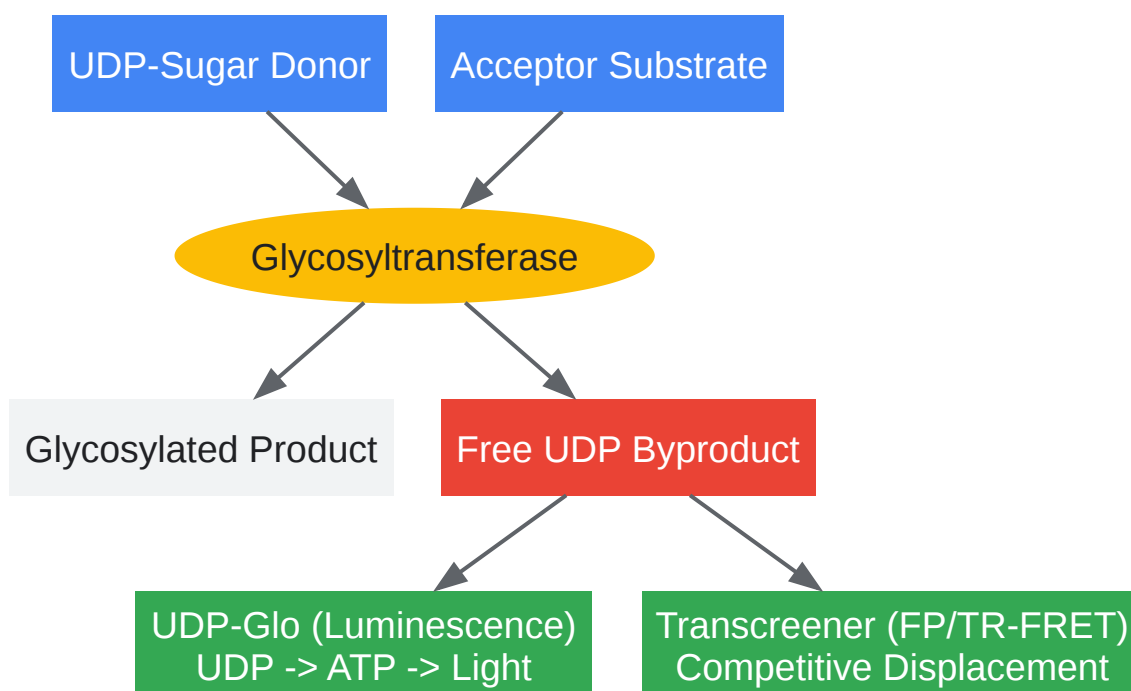 UDP-Sugar Donor
Acceptor Substrate
Glycosyltransferase
Glycosylated Product
Free UDP Byproduct
UDP-Glo (Luminescence)
UDP -> ATP -> Light
Transcreener (FP/TR-FRET)
Competitive Displacement